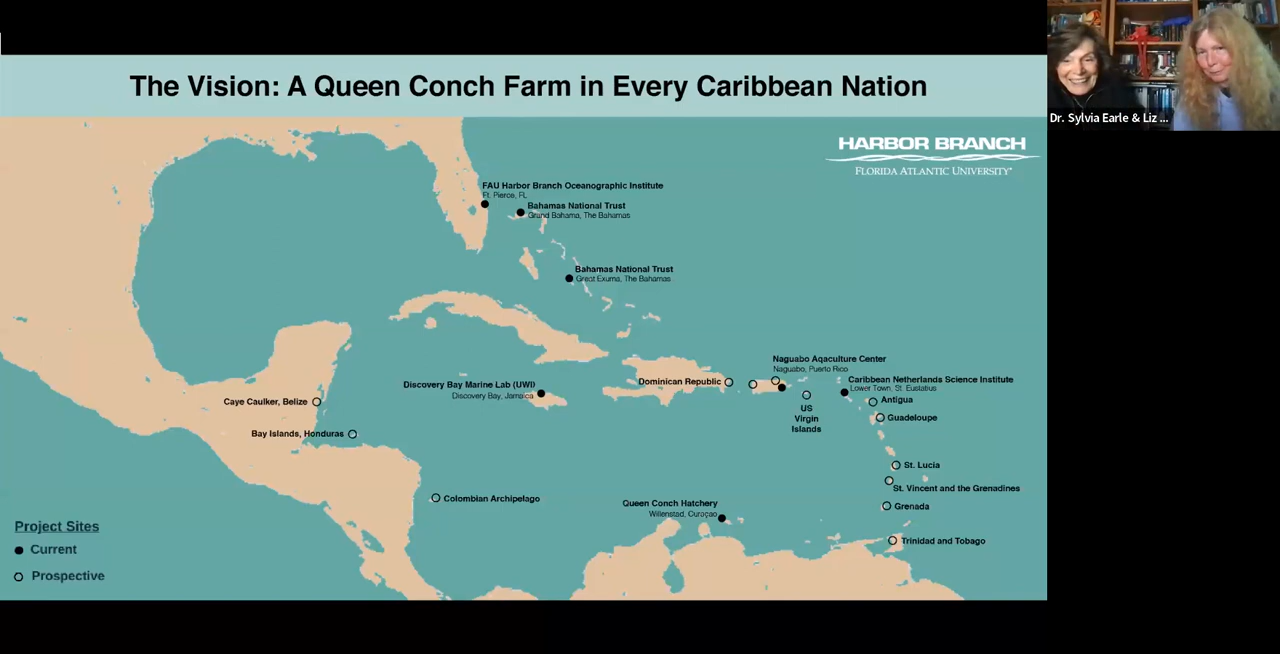 The Vision: A Queen Conch Farm in Every Caribbean Nation
Dr. Sylvia Earle & Liz ...
HARBOR BRANCH
FLORIDA ATLANTIC UNIVERSITY
FAU Harbor Branch Oceanographic Institute
Ft. Pierce, FL
Bahamas National Trust
Grand Bahama, The Bahamas
Bahamas National Trust
Great Exuma, The Bahamas
Naguabo Aqaculture Center
Naguabo, Puerto Rico
Dominican Republic
Caribbean Netherlands Science Institute
Lower Town, St. Eustatius
Discovery Bay Marine Lab (UWI)
Discovery Bay, Jamaica
Antigua
Caye Caulker, Belize
US
Virgin
Islands
Guadeloupe
Bay Islands, Honduras
St. Lucia
St. Vincent and the Grenadines
Colombian Archipelago
Queen Conch Hatchery
Willenstad, Curaçao
Grenada
Trinidad and Tobago
Project Sites
Current
Prospective